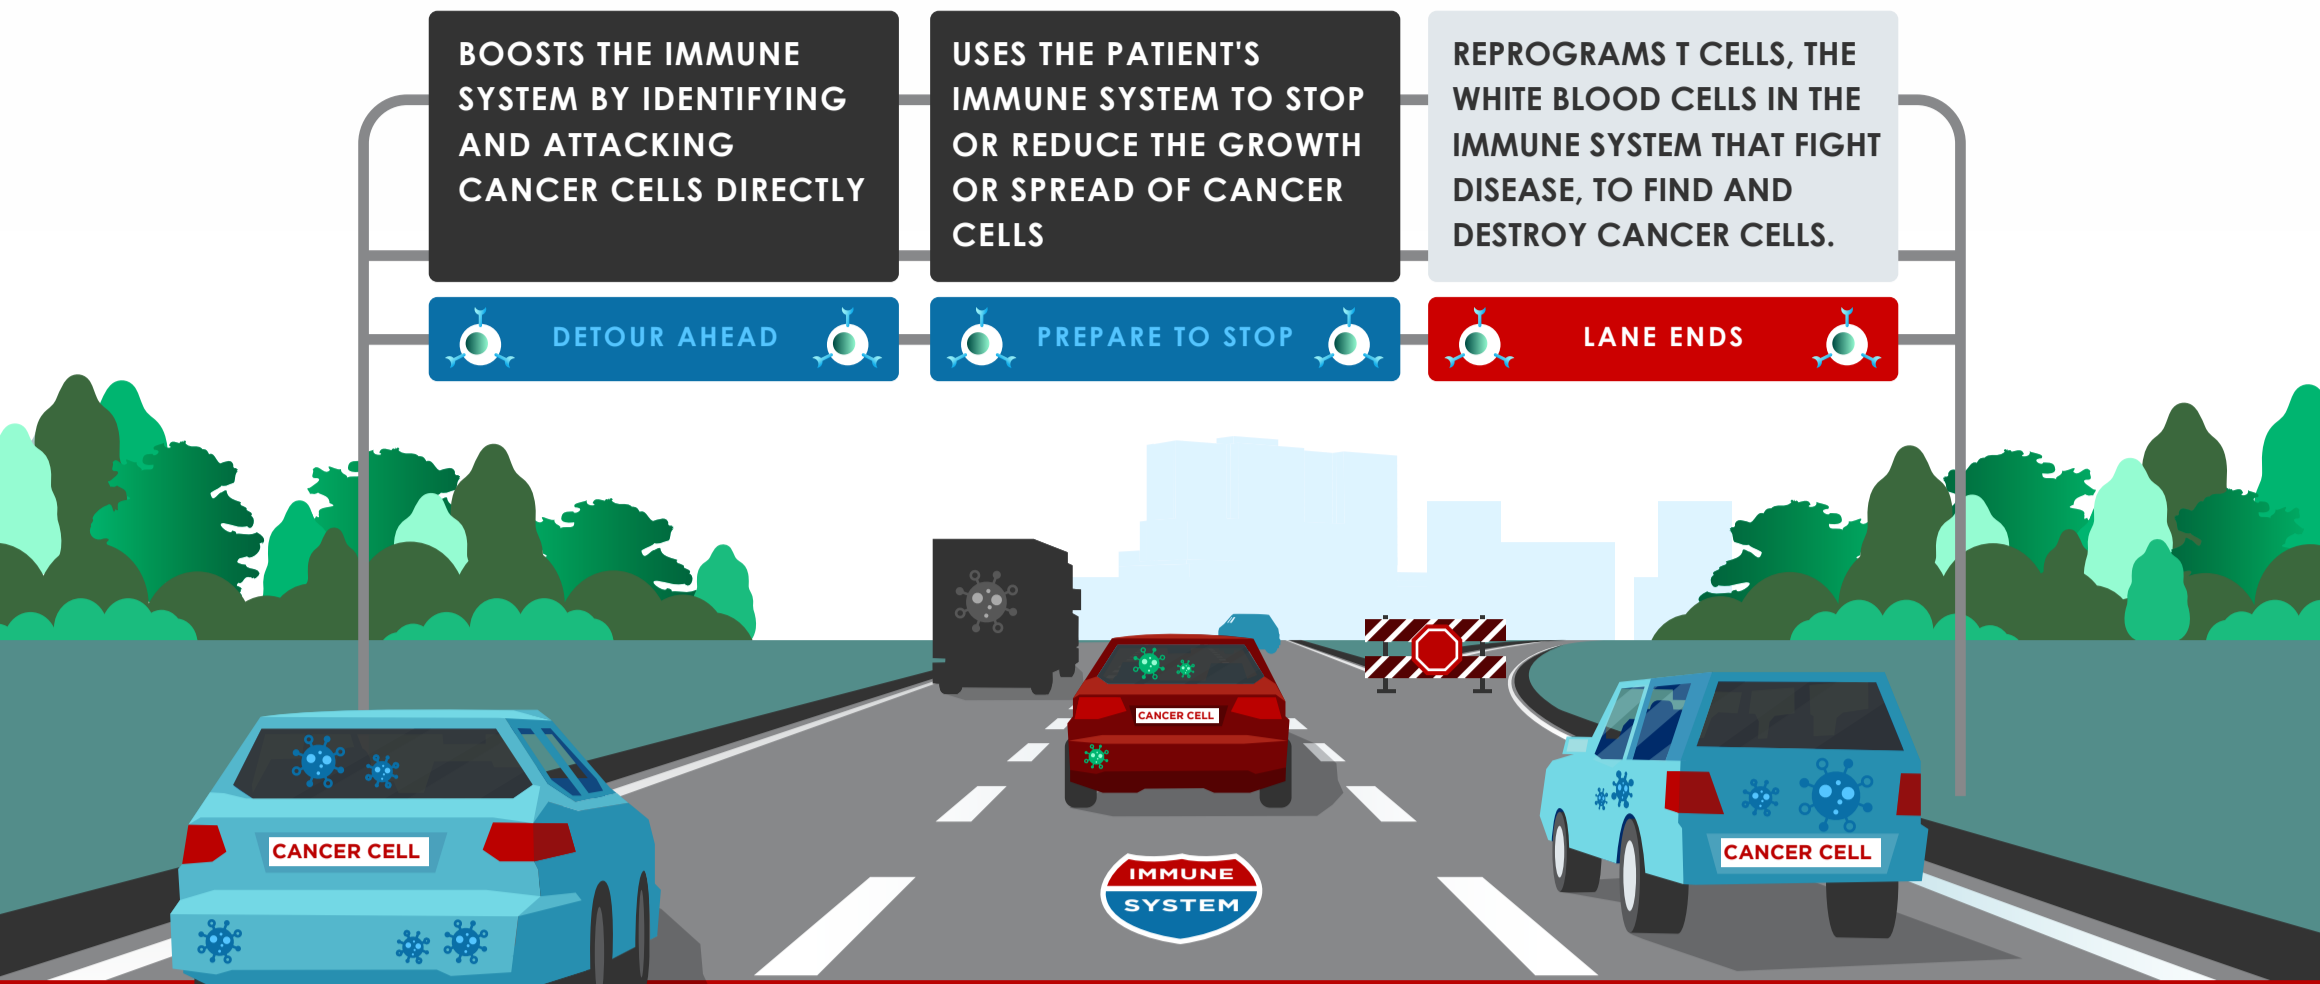 BOOSTS THE IMMUNE
SYSTEM BY IDENTIFYING
AND ATTACKING
CANCER CELLS DIRECTLY
USES THE PATIENT'S
IMMUNE SYSTEM TO STOP
OR REDUCE THE GROWTH
OR SPREAD OF CANCER
CELLS
REPROGRAMS T CELLS, THE
WHITE BLOOD CELLS IN THE
IMMUNE SYSTEM THAT FIGHT
DISEASE, TO FIND AND
DESTROY CANCER CELLS.
DETOUR AHEAD
PREPARE TO STOP
LANE ENDS
CANCER CELL
CANCER CELL
CANCER CELL
IMMUNE
SYSTEM